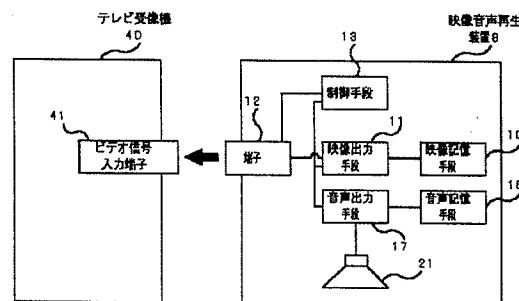 テレビ受像機
40
映像音声再生
装置8
13
制御手段
12
11
41
10
ビデオ信号
入力端子
端子
映像出力
手段
映像記憶
手段
16
音声出力
手段
音声記憶
手段
17
21